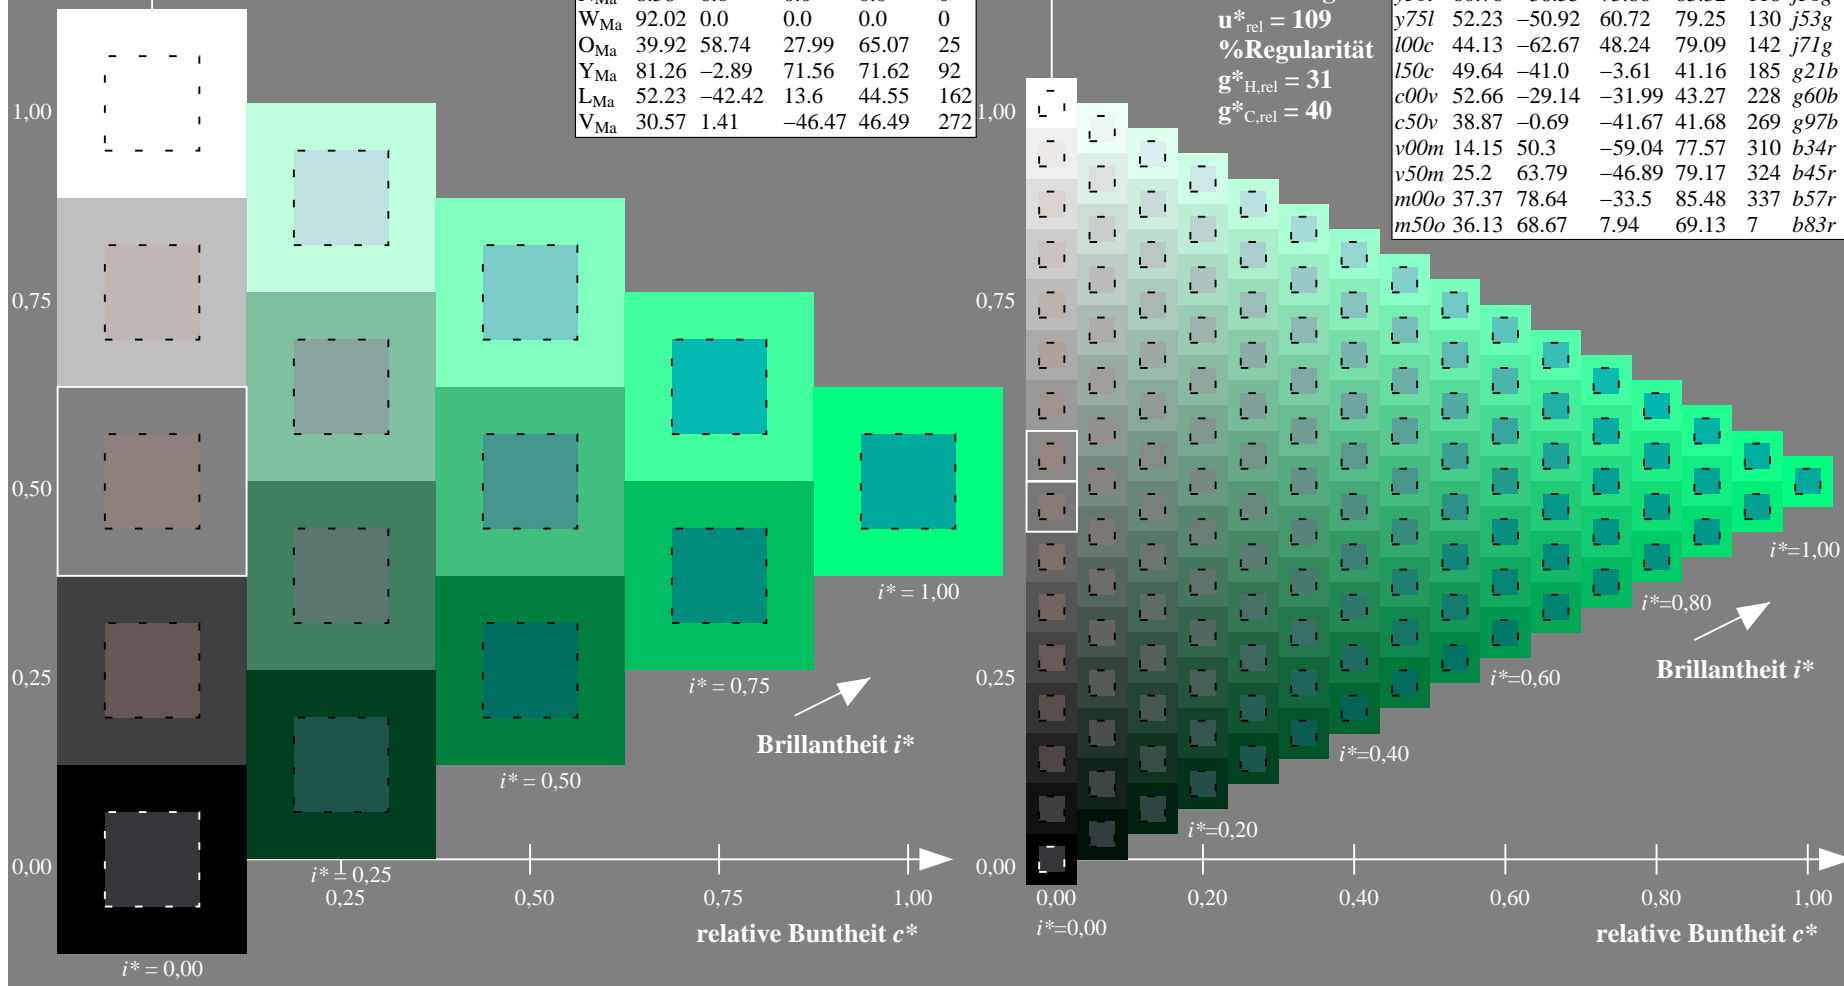 W_Ma 92.02 0.0 0.0 0.0 0
O_Ma 39.92 58.74 27.99 65.07 25
Y_Ma 81.26 −2.89 71.56 71.62 92
L_Ma 52.23 −42.42 13.6 44.55 162
V_Ma 30.57 1.41 −46.47 46.49 272
u*_rel = 109
%Regularität
g*_H,rel = 31
g*_C,rel = 40
y75l 52.23 −50.92 60.72 79.25 130 j53g
l00c 44.13 −62.67 48.24 79.09 142 j71g
l50c 49.64 −41.0 −3.61 41.16 185 g21b
c00v 52.66 −29.14 −31.99 43.27 228 g60b
c50v 38.87 −0.69 −41.67 41.68 269 g97b
v00m 14.15 50.3 −59.04 77.57 310 b34r
v50m 25.2 63.79 −46.89 79.17 324 b45r
m00o 37.37 78.64 −33.5 85.48 337 b57r
m50o 36.13 68.67 7.94 69.13 7 b83r
1,00
0,75
0,50
0,25
0,00
i* = 1,00
i* = 0,75
Brillantheit i*
i* = 0,50
i* = 0,25
0,25 0,50 0,75 1,00
relative Buntheit c*
i* = 0,00
1,00
0,75
0,50
0,25
0,00
i*=1,00
i*=0,80
Brillantheit i*
i*=0,60
i*=0,40
i*=0,20
0,00 0,20 0,40 0,60 0,80 1,00
i*=0,00
relative Buntheit c*